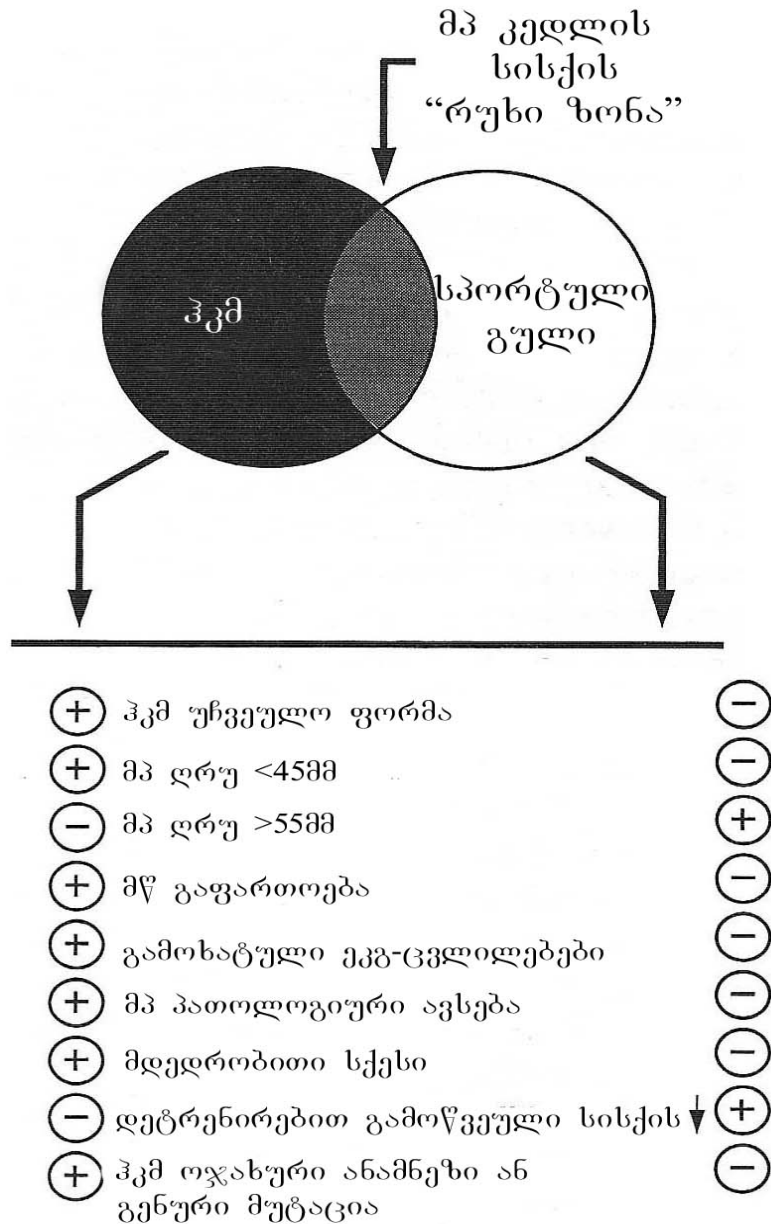 მპ კედლის
სისქის
“რუხი ზონა”
ჰკმ
სპორტული
გული
+ ჰკმ უჩვეულო ფორმა −
+ მპ ღრუ <45მმ −
− მპ ღრუ >55მმ +
+ მწ გაფართოება −
+ გამოხატული ეკგ-ცვლილებები −
+ მპ პათოლოგიური ავსება −
+ მდედრობითი სქესი −
− დეტრენირებით გამოწვეული სისქის ↓ +
+ ჰკმ ოჯახური ანამნეზი ან −
გენური მუტაცია